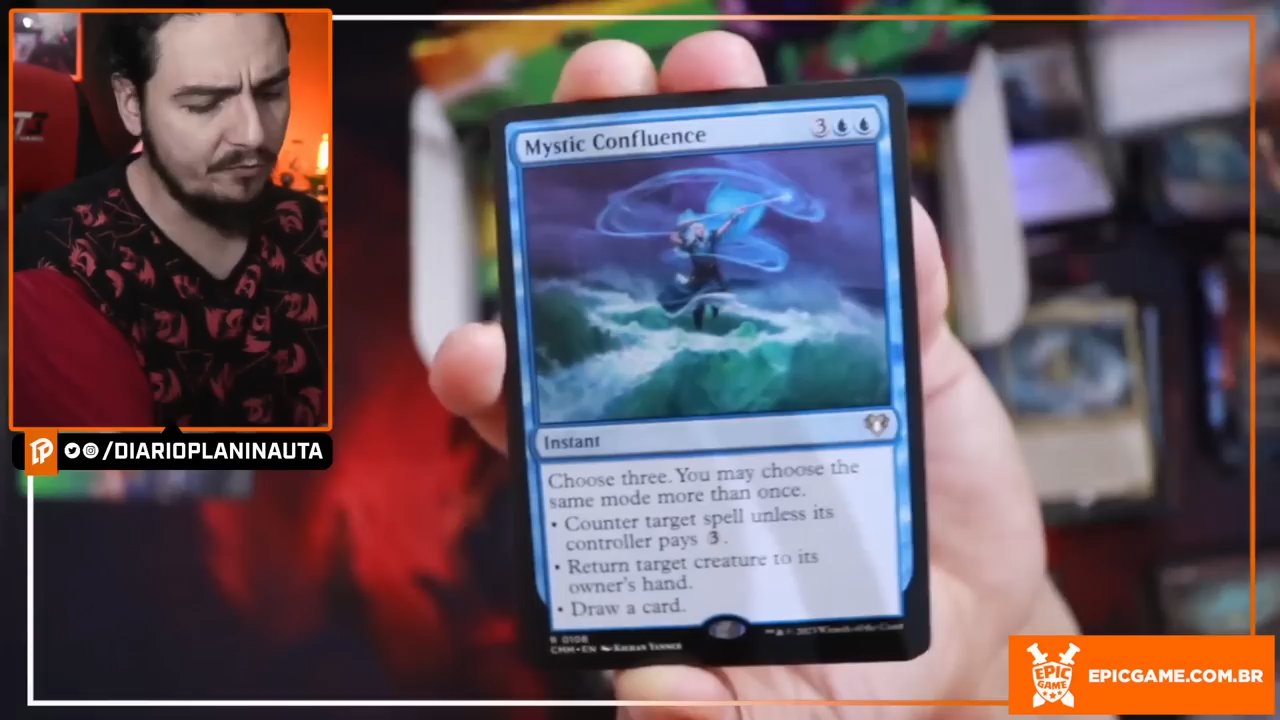 Mystic Confluence 3
Instant
Choose three. You may choose the
same mode more than once.
• Counter target spell unless its
controller pays 3.
• Return target creature to its
owner's hand.
• Draw a card.
R 0108
CMM • EN Kieran Yanner
/DIARIOPLANINAUTA
EPIC
GAME
EPICGAME.COM.BR